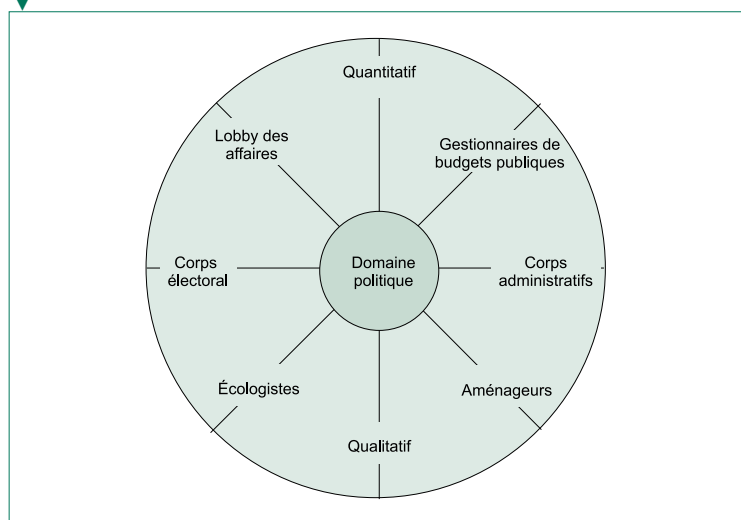 Quantitatif
Lobby des
affaires
Gestionnaires de
budgets publiques
Corps
électoral
Domaine
politique
Corps
administratifs
Écologistes
Aménageurs
Qualitatif